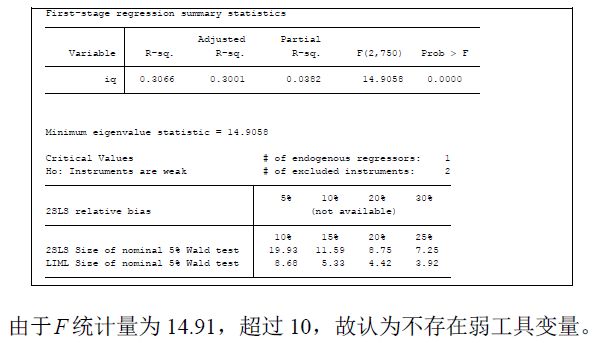 First-stage regression summary statistics
Adjusted Partial
Variable R-sq. R-sq. R-sq. F(2,750) Prob > F
iq 0.3066 0.3001 0.0382 14.9058 0.0000
Minimum eigenvalue statistic = 14.9058
Critical Values # of endogenous regressors: 1
Ho: Instruments are weak # of excluded instruments: 2
5% 10% 20% 30%
2SLS relative bias (not available)
10% 15% 20% 25%
2SLS Size of nominal 5% Wald test 19.93 11.59 8.75 7.25
LIML Size of nominal 5% Wald test 8.68 5.33 4.42 3.92
由于F统计量为 14.91，超过 10，故认为不存在弱工具变量。